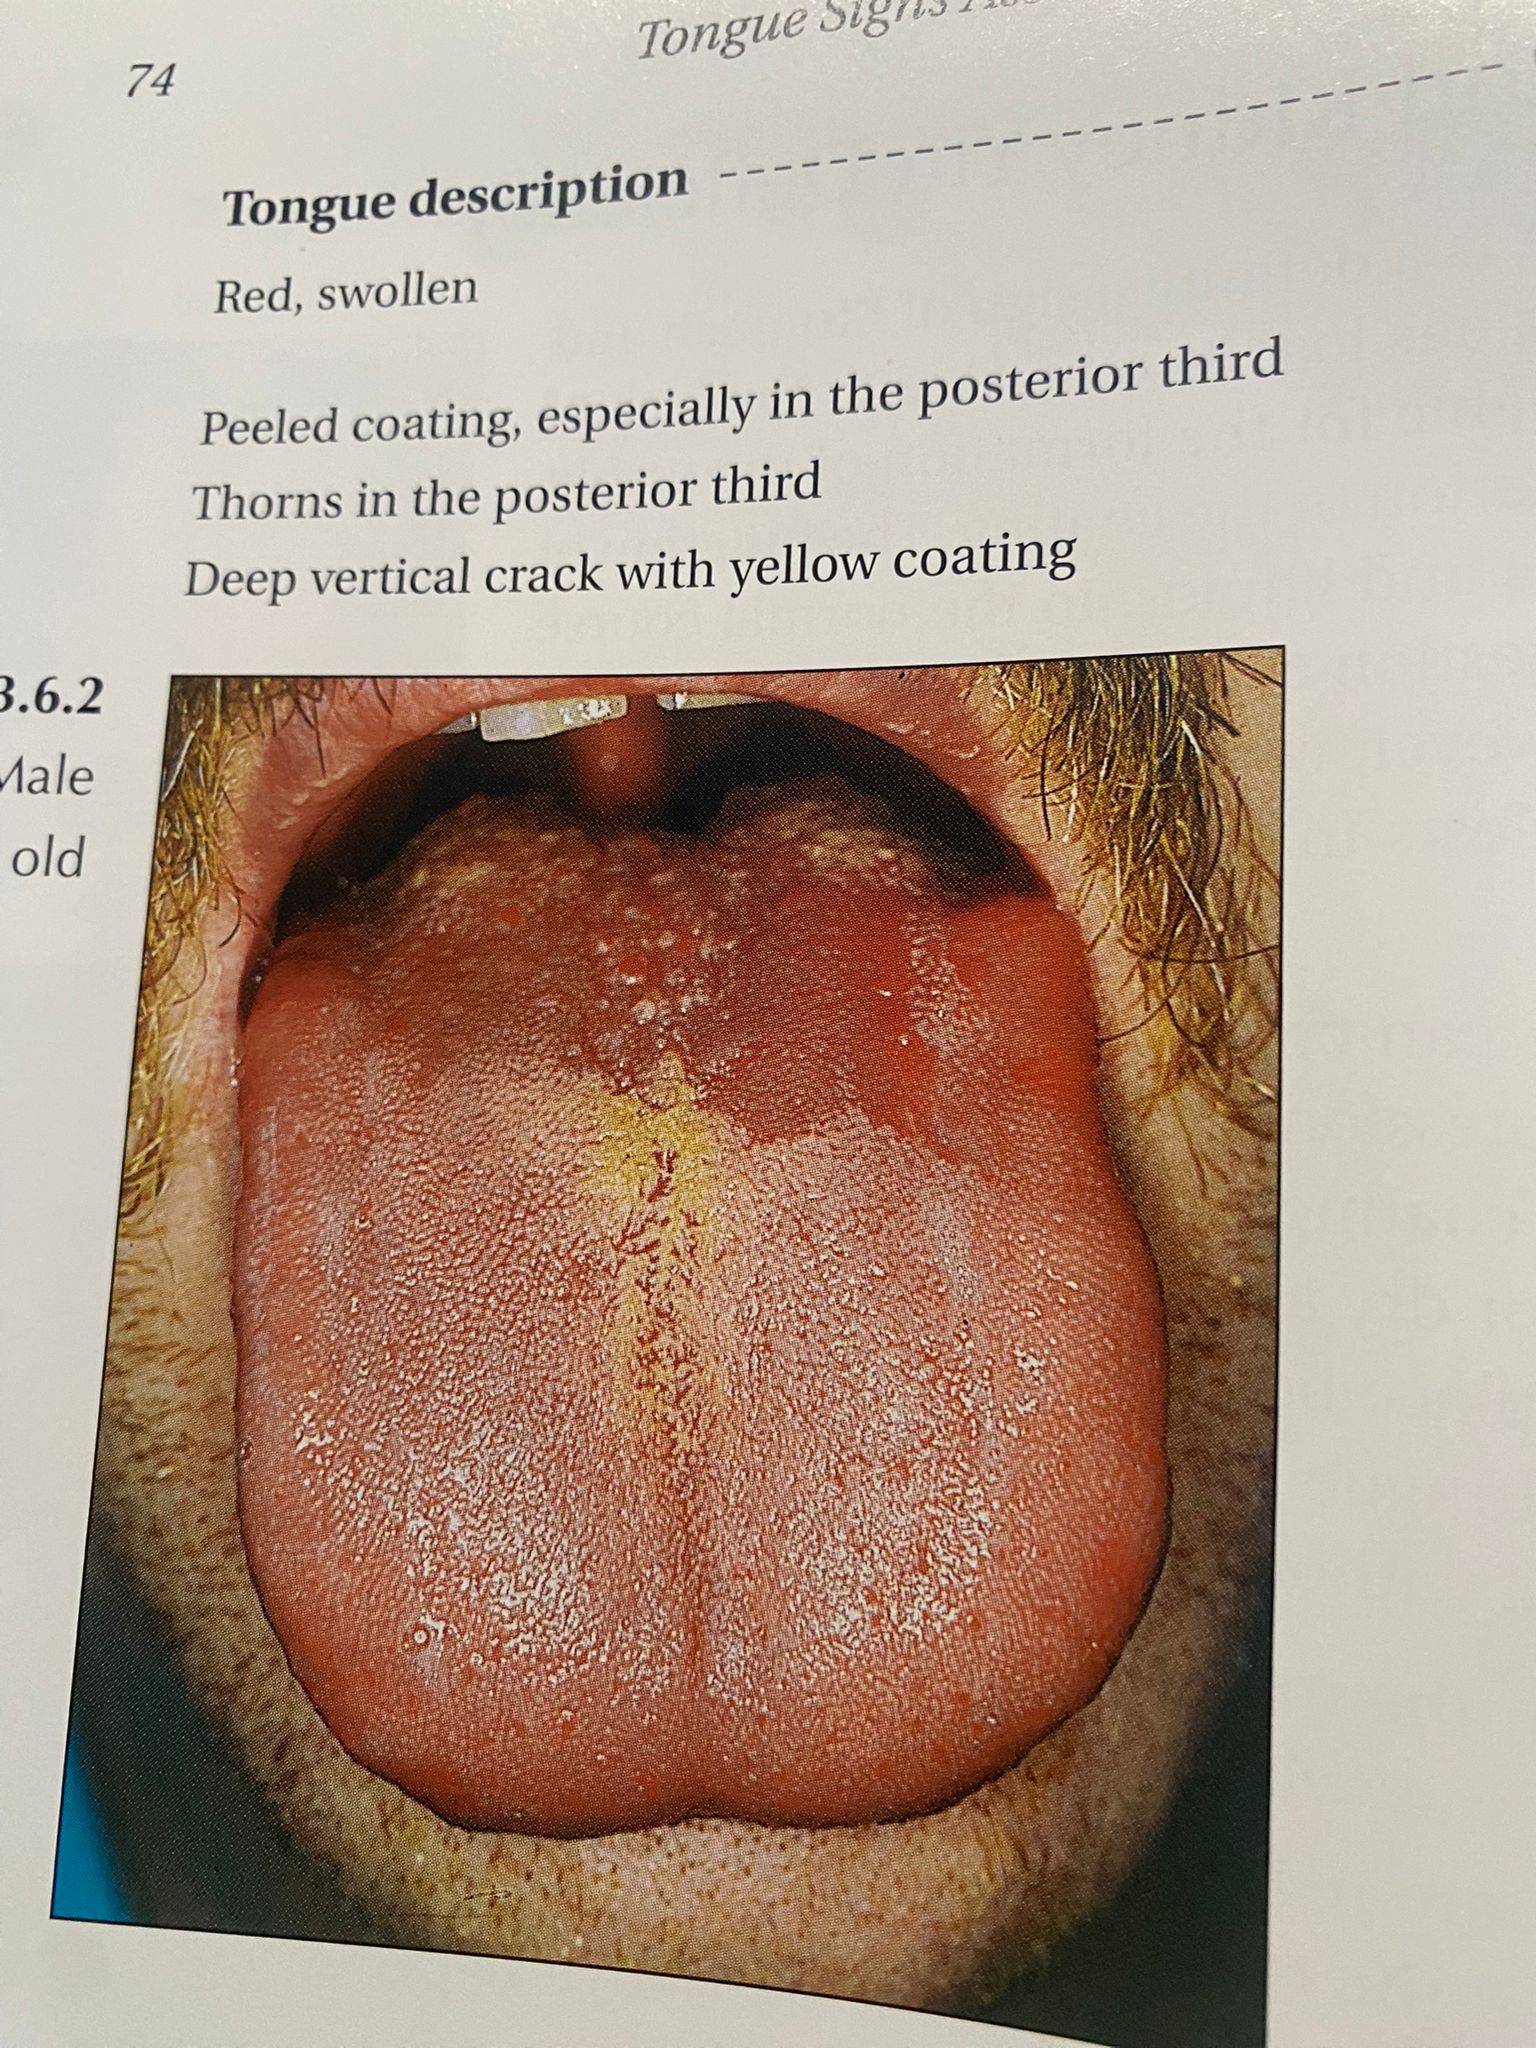 74
Tongue Signs
Tongue description
Red, swollen
Peeled coating, especially in the posterior third
Thorns in the posterior third
Deep vertical crack with yellow coating
3.6.2
Male
old